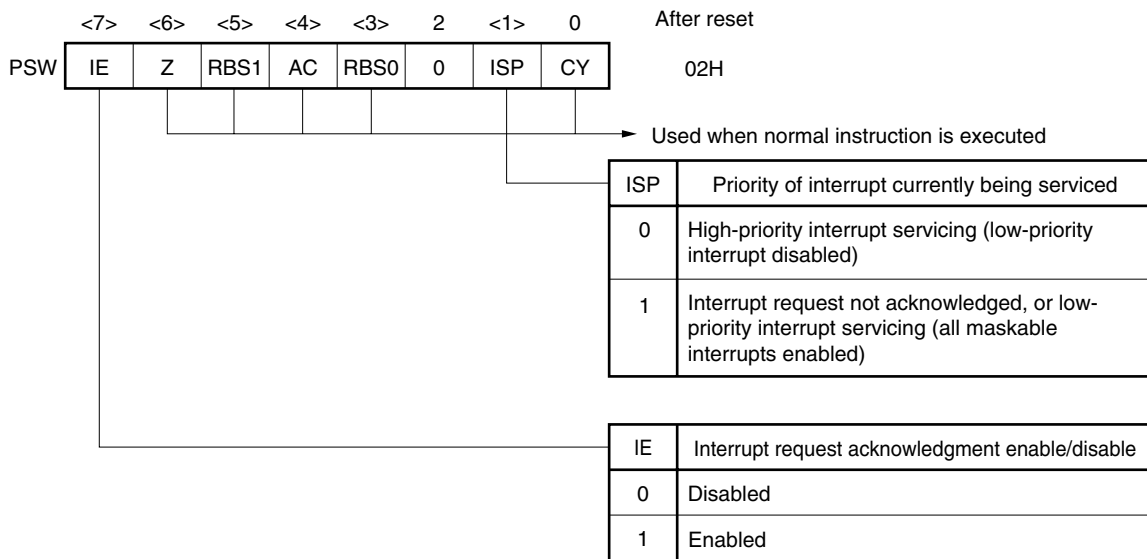 <7> <6> <5> <4> <3> 2 <1> 0 After reset
PSW IE Z RBS1 AC RBS0 0 ISP CY 02H
Used when normal instruction is executed
ISP Priority of interrupt currently being serviced
0 High-priority interrupt servicing (low-priority
interrupt disabled)
1 Interrupt request not acknowledged, or low-
priority interrupt servicing (all maskable
interrupts enabled)
IE Interrupt request acknowledgment enable/disable
0 Disabled
1 Enabled